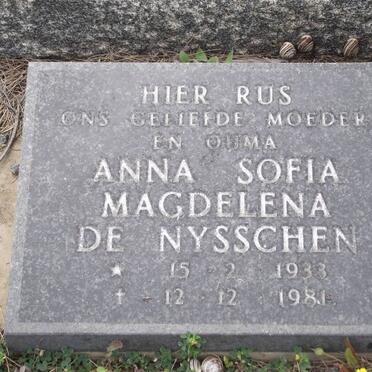 HIER RUS
ONS GELIEFDE MOEDER
EN OUMA
ANNA SOFIA
MAGDELENA
DE NYSSCHEN
★ 15 - 2 - 1933
† - 12 - 12 - 1981